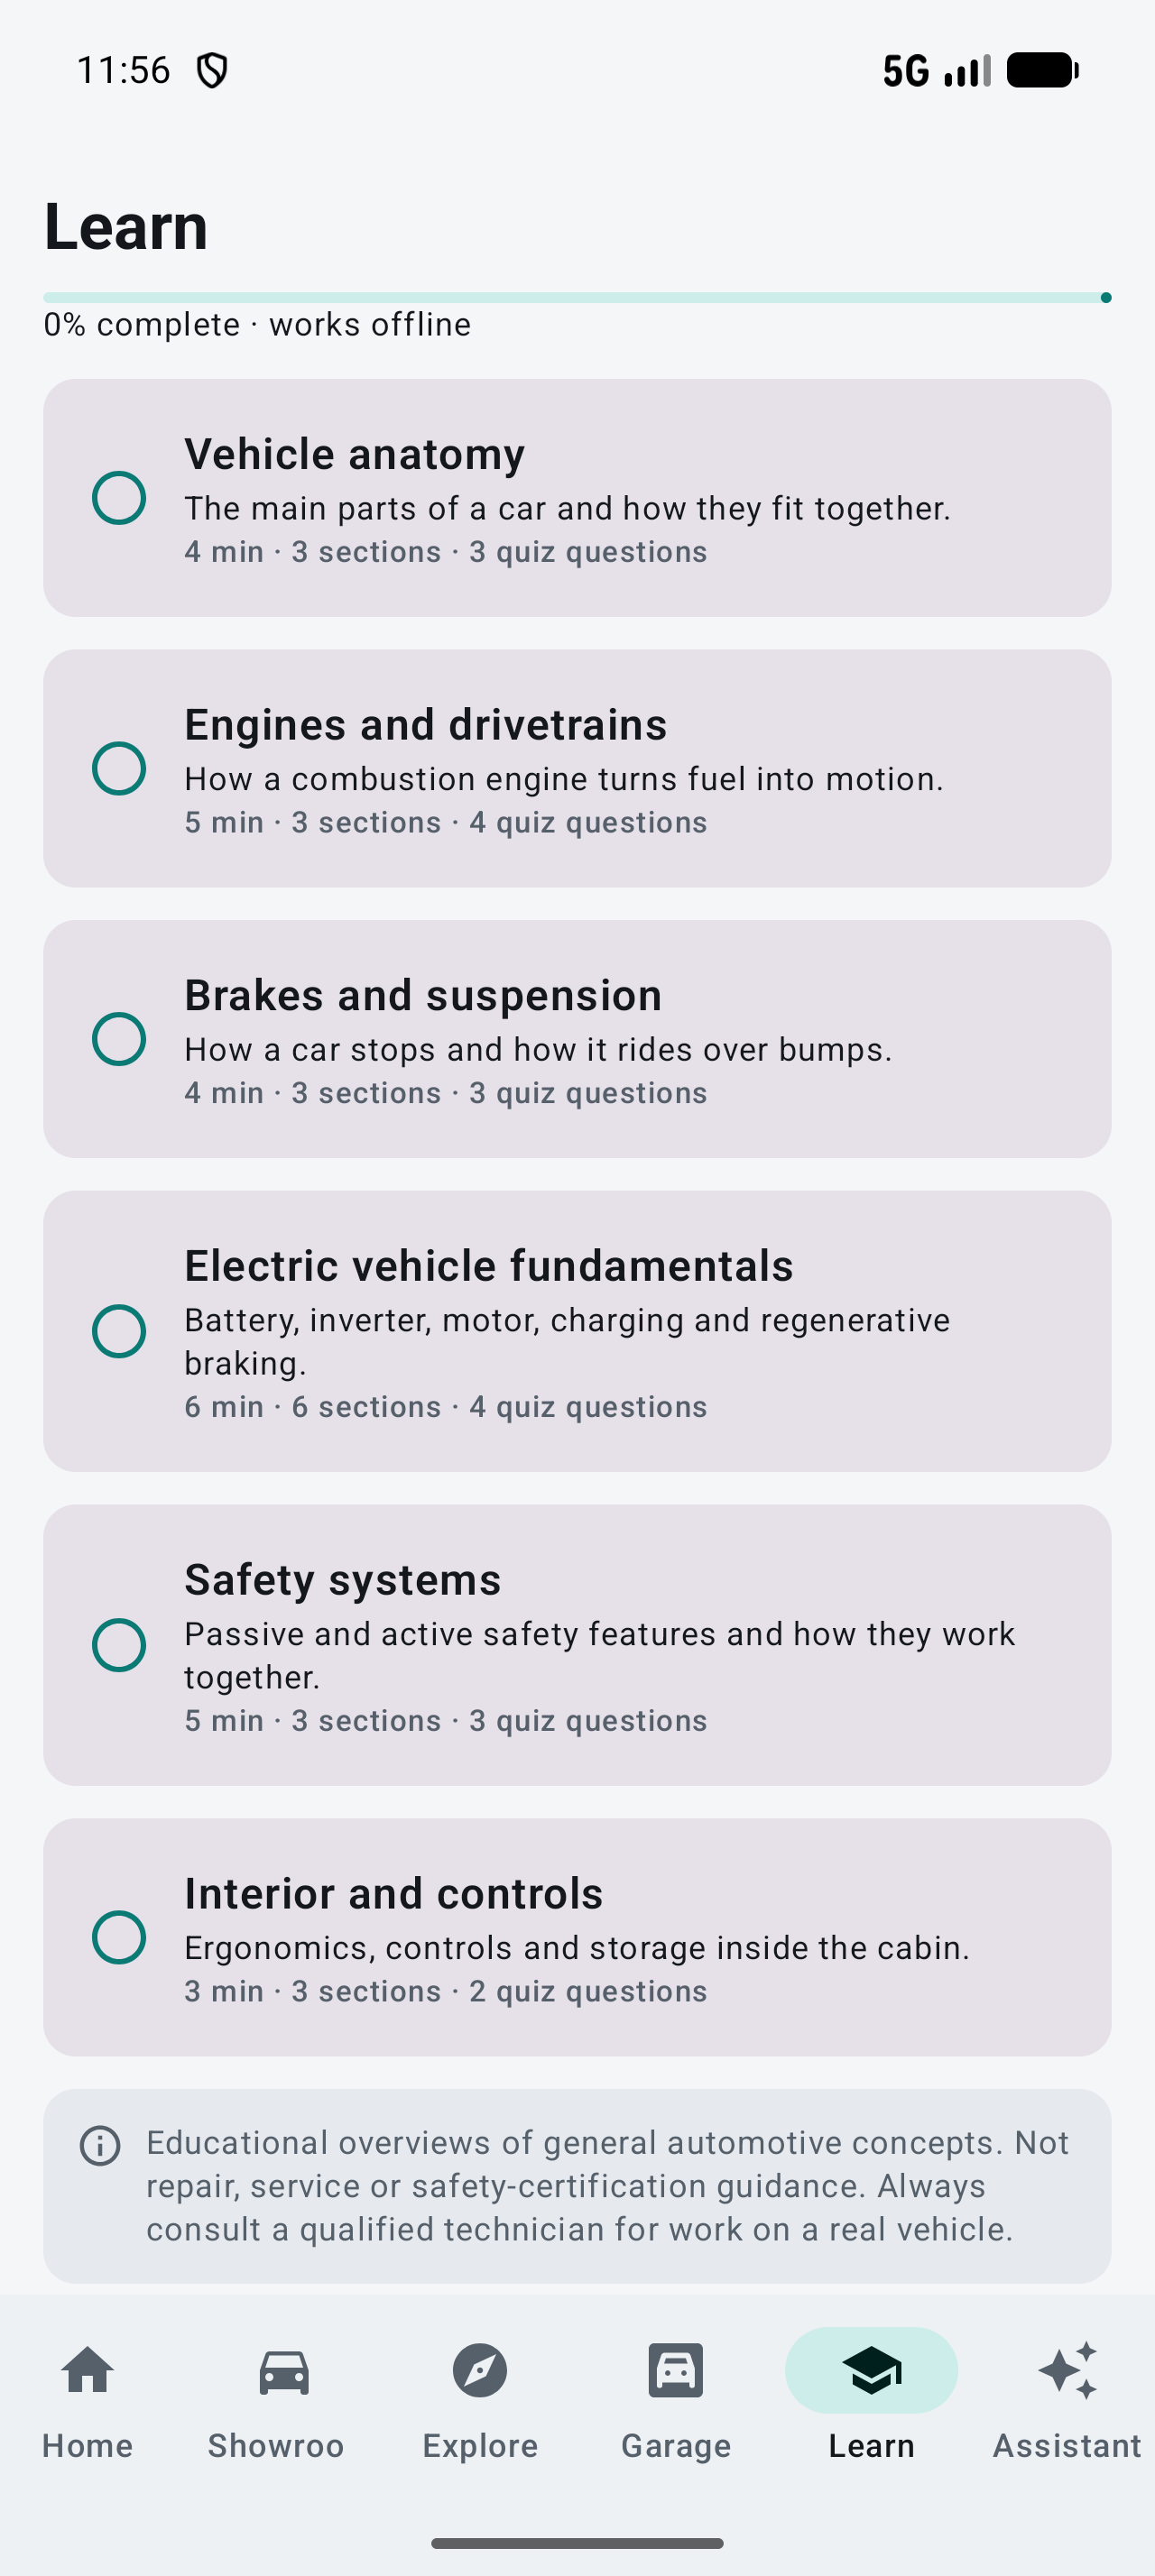 11:56
5G
Learn
0% complete · works offline
Vehicle anatomy
The main parts of a car and how they fit together.
4 min · 3 sections · 3 quiz questions
Engines and drivetrains
How a combustion engine turns fuel into motion.
5 min · 3 sections · 4 quiz questions
Brakes and suspension
How a car stops and how it rides over bumps.
4 min · 3 sections · 3 quiz questions
Electric vehicle fundamentals
Battery, inverter, motor, charging and regenerative
braking.
6 min · 6 sections · 4 quiz questions
Safety systems
Passive and active safety features and how they work
together.
5 min · 3 sections · 3 quiz questions
Interior and controls
Ergonomics, controls and storage inside the cabin.
3 min · 3 sections · 2 quiz questions
Educational overviews of general automotive concepts. Not
repair, service or safety-certification guidance. Always
consult a qualified technician for work on a real vehicle.
Home Showroo Explore Garage Learn Assistant